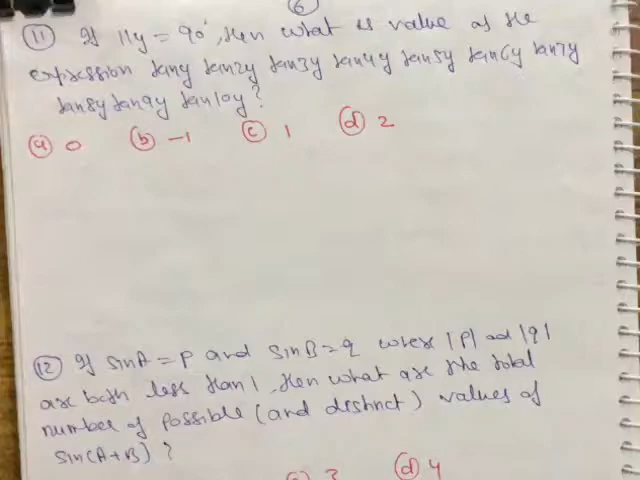 6
(11) If 11y = 90°, then what is value of the
expression tany tan2y tan3y tan4y tan5y tan6y tan7y
tan8y tan9y tan10y?
(a) 0 (b) -1 (c) 1 (d) 2
(12) If sinA = p and sinB = q where |P| and |q|
are both less than 1, then what are the total
number of possible (and distinct) values of
sin(A+B) ?
(c) 3 (d) 4